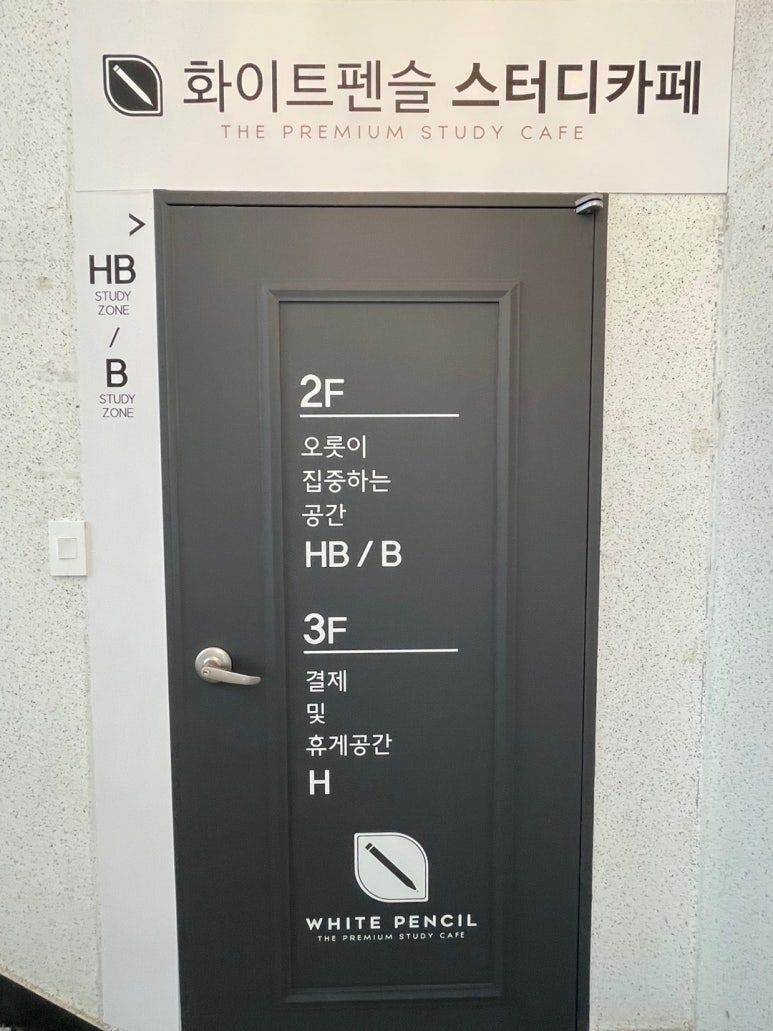 화이트펜슬 스터디카페
THE PREMIUM STUDY CAFE
>
HB
STUDY
ZONE
/
B
STUDY
ZONE
2F
오롯이
집중하는
공간
HB / B
3F
결제
및
휴게공간
H
WHITE PENCIL
THE PREMIUM STUDY CAFE